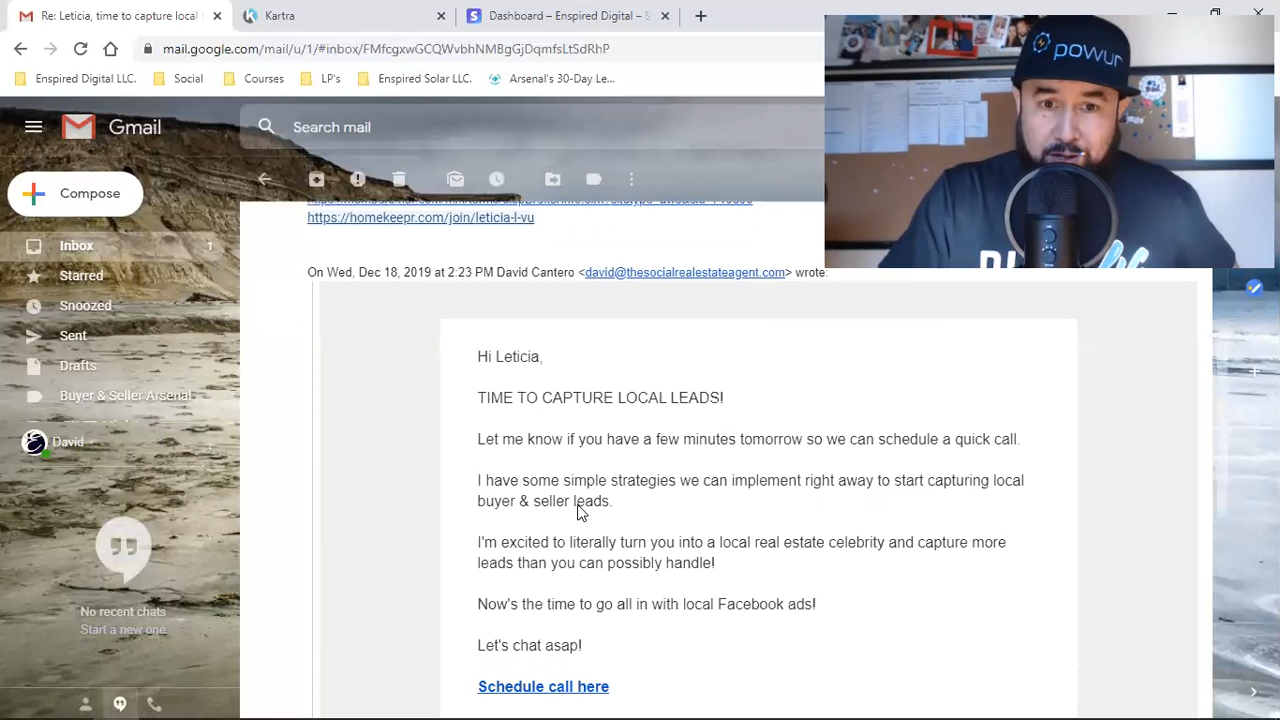 Re: Leticia, time to capture local
Kartra
Dashboard – Enspired Digital – S
mail.google.com/mail/u/1/#inbox/FMfcgxwGCQWvbhNMBgGjDqmfsLtSdRhP
Enspired Digital LLC.
Social
Courses
LP's
Enspired Solar LLC.
Arsenal's 30-Day Le...
powur
Gmail
Search mail
Compose
Inbox
1
Starred
Snoozed
Sent
Drafts
Buyer & Seller Arsenal
David
No recent chats
Start a new one
https://homekeepr.com/join/leticia-l-vu
On Wed, Dec 18, 2019 at 2:23 PM David Cantero <david@thesocialrealestateagent.com> wrote:
Hi Leticia,
TIME TO CAPTURE LOCAL LEADS!
Let me know if you have a few minutes tomorrow so we can schedule a quick call.
I have some simple strategies we can implement right away to start capturing local
buyer & seller leads.
I'm excited to literally turn you into a local real estate celebrity and capture more
leads than you can possibly handle!
Now's the time to go all in with local Facebook ads!
Let's chat asap!
Schedule call here